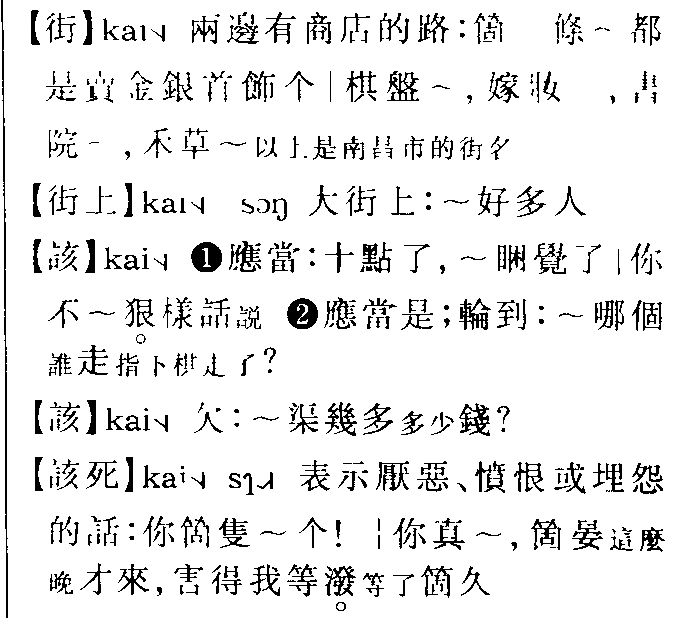 【街】kai˦˨ 兩邊有商店的路：箇 條～都
是賣金銀首飾个｜棋盤～，嫁妝 ，書
院～，禾草～以上是南昌市的街名
【街上】kai˦˨ sɔŋ 大街上：～好多人
【該】kai˦˨ ❶應當：十點了，～睏覺了｜你
不～狠樣話説 ❷應當是；輪到：～哪個
誰走指下棋走了？
【該】kai˦˨ 欠：～渠幾多多少錢？
【該死】kai˦˨ sɿ˨˩˧ 表示厭惡、憤恨或埋怨
的話：你箇隻～个！｜你真～，箇晏這麼
晚才來，害得我等潑等了箇久